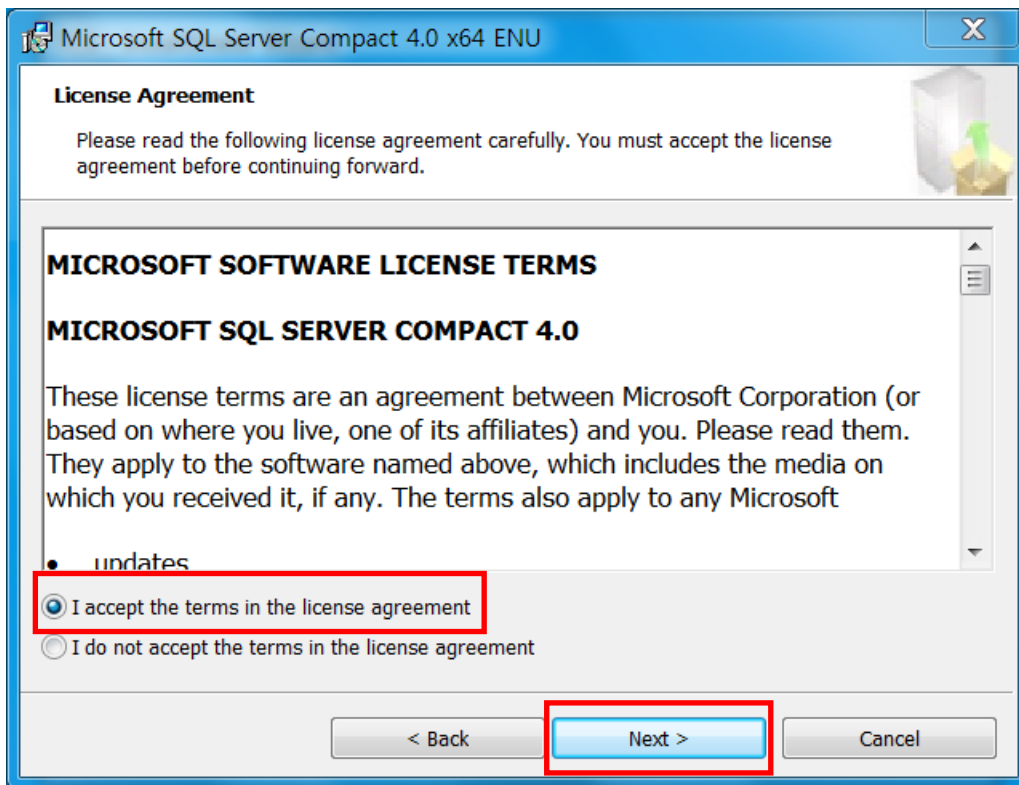 Microsoft SQL Server Compact 4.0 x64 ENU
X
License Agreement
Please read the following license agreement carefully. You must accept the license
agreement before continuing forward.
MICROSOFT SOFTWARE LICENSE TERMS
MICROSOFT SQL SERVER COMPACT 4.0
These license terms are an agreement between Microsoft Corporation (or
based on where you live, one of its affiliates) and you. Please read them.
They apply to the software named above, which includes the media on
which you received it, if any. The terms also apply to any Microsoft
• updates
I accept the terms in the license agreement
I do not accept the terms in the license agreement
< Back Next > Cancel